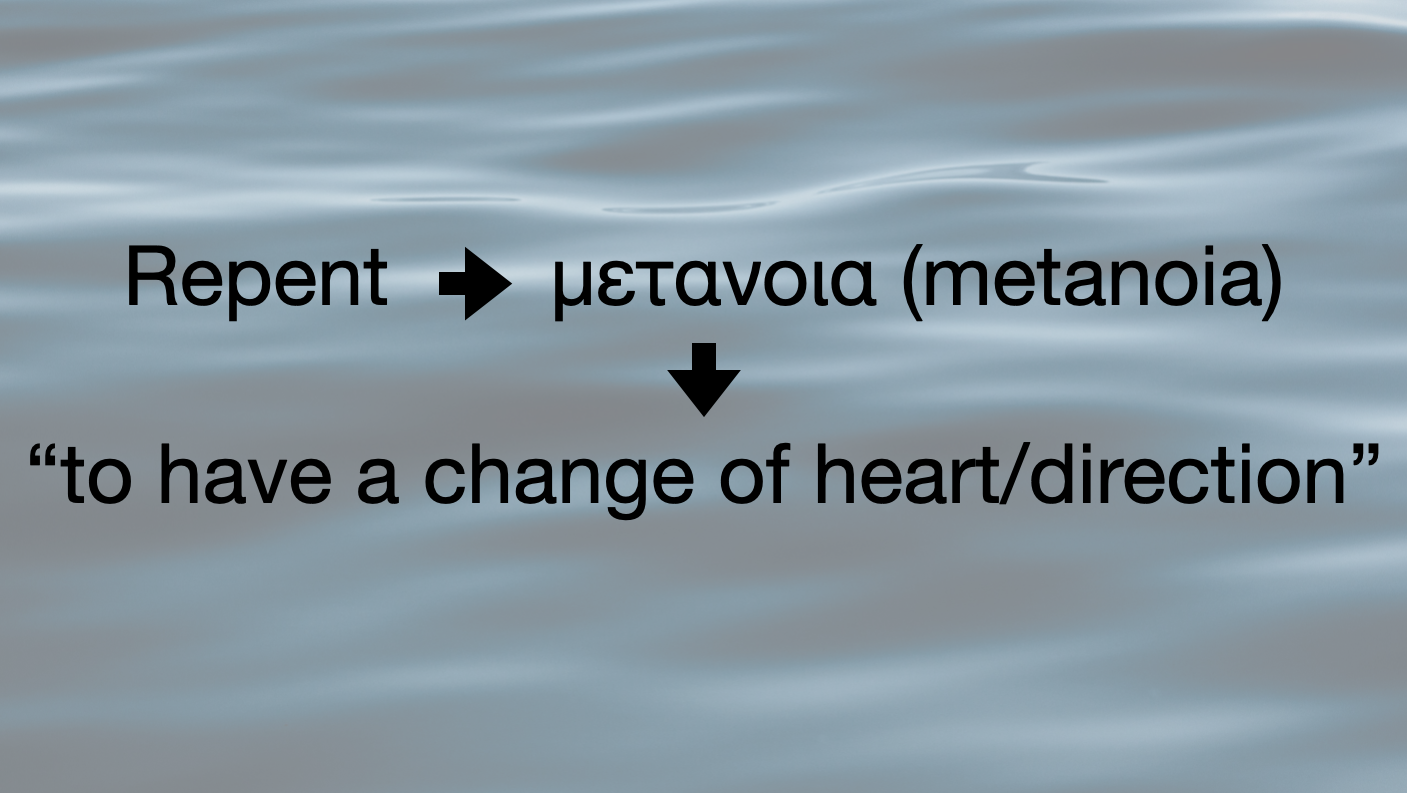 Repent ➡ μετανοια (metanoia)
“to have a change of heart/direction”